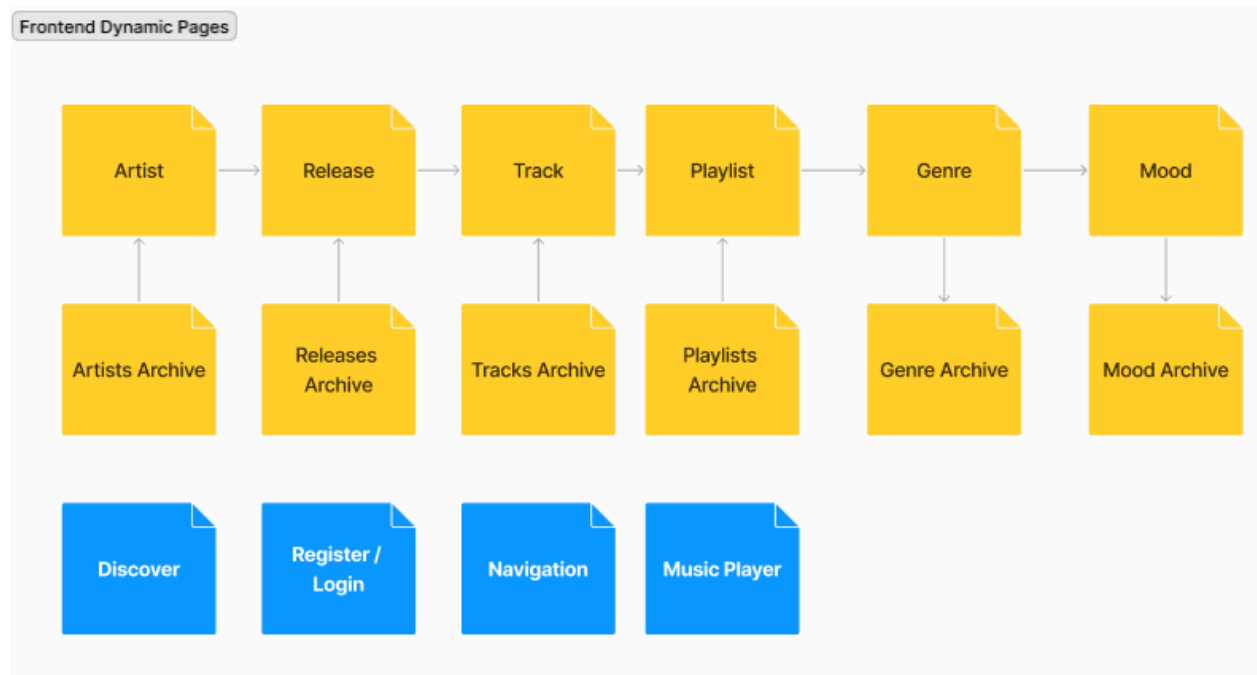 Frontend Dynamic Pages
Artist
Release
Track
Playlist
Genre
Mood
Artists Archive
Releases
Archive
Tracks Archive
Playlists
Archive
Genre Archive
Mood Archive
Discover
Register /
Login
Navigation
Music Player